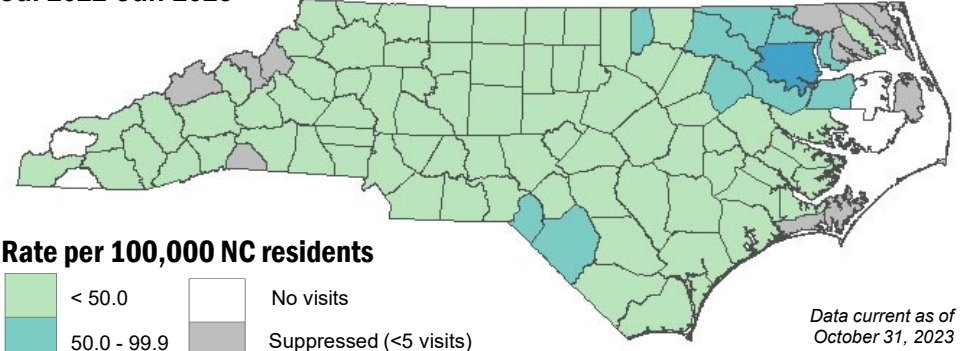 Rate per 100,000 NC residents
< 50.0
No visits
50.0 - 99.9
Suppressed (<5 visits)
Data current as of
October 31, 2023